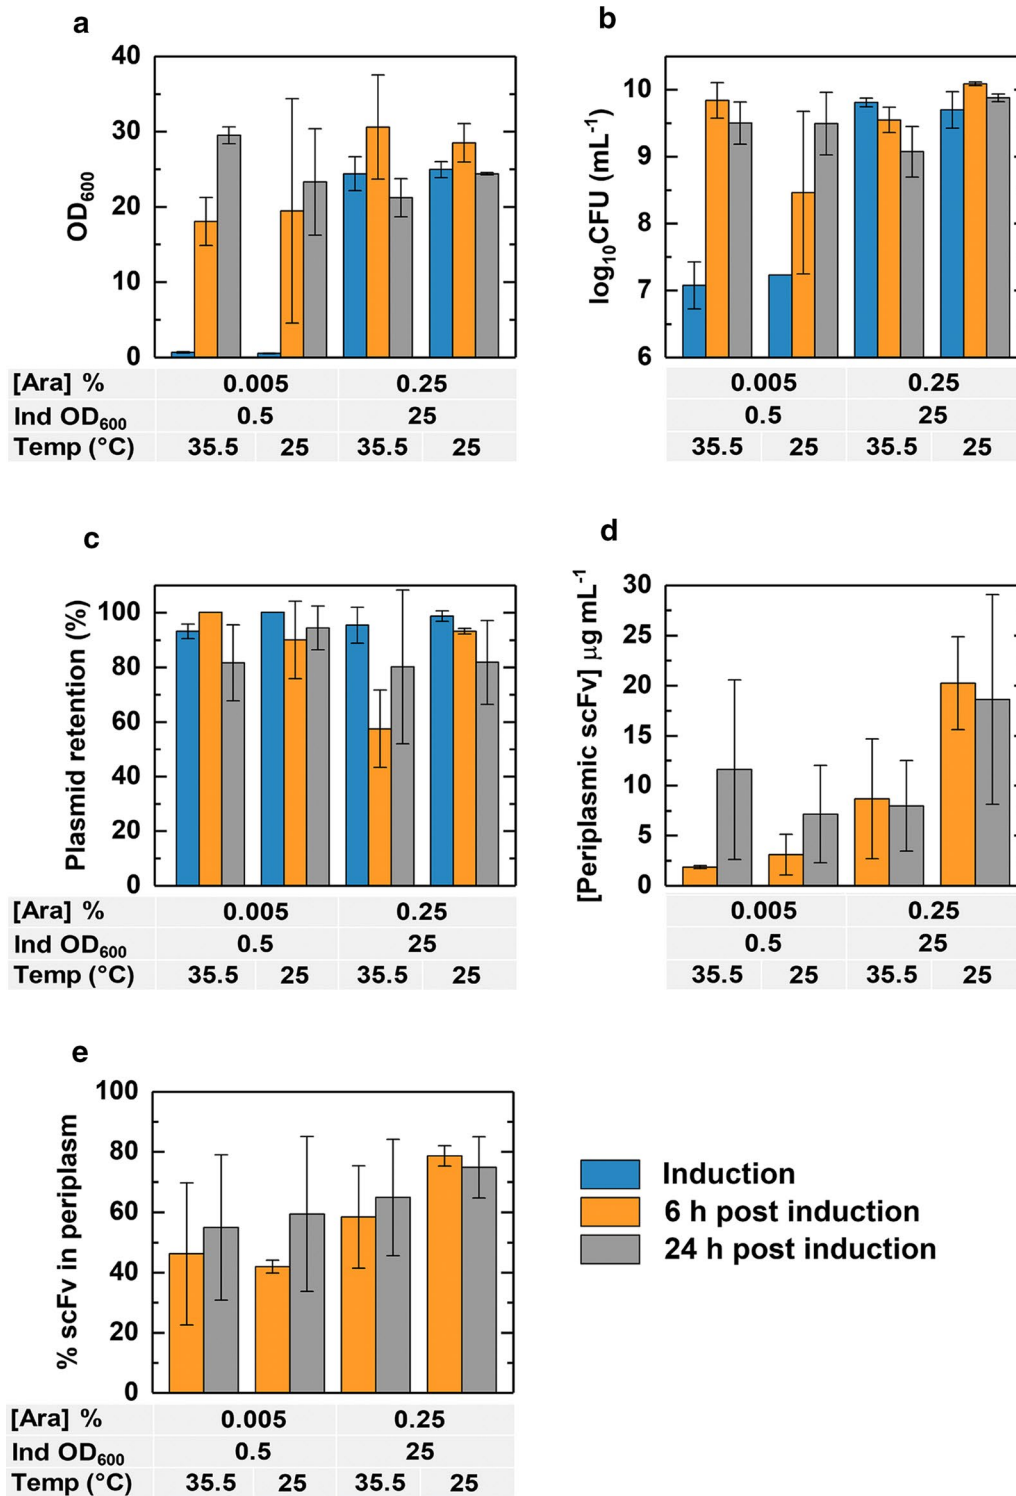 a
OD600
40
30
20
10
0
[Ara] % 0.005 0.25
Ind OD600 0.5 25
Temp (°C) 35.5 25 35.5 25
b
log10CFU (mL-1)
10
9
8
7
6
0.005 0.25
0.5 25
35.5 25 35.5 25
c
Plasmid retention (%)
100
80
60
40
20
0
[Ara] % 0.005 0.25
Ind OD600 0.5 25
Temp (°C) 35.5 25 35.5 25
d
[Periplasmic scFv] µg mL-1
30
25
20
15
10
5
0
0.005 0.25
0.5 25
35.5 25 35.5 25
e
% scFv in periplasm
100
80
60
40
20
0
[Ara] % 0.005 0.25
Ind OD600 0.5 25
Temp (°C) 35.5 25 35.5 25
Induction
6 h post induction
24 h post induction